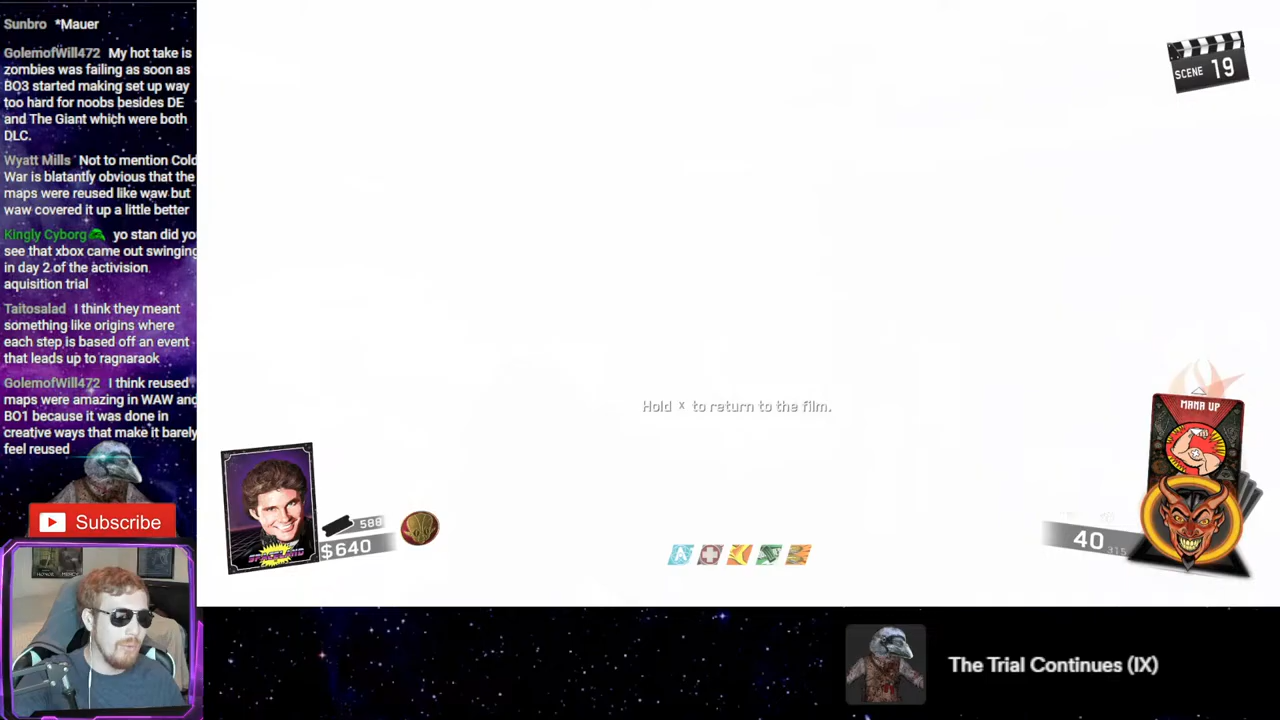 Sunbro *Mauer
GolemofWill472 My hot take is
zombies was failing as soon as
BO3 started making set up way
too hard for noobs besides DE
and The Giant which were both
DLC.
Wyatt Mills Not to mention Cold
War is blatantly obvious that the
maps were reused like waw but
waw covered it up a little better
Kingly Cyborg yo stan did you
see that xbox came out swinging
in day 2 of the activision
aquisition trial
Taitosalad I think they meant
something like origins where
each step is based off an event
that leads up to ragnaraok
GolemofWill472 I think reused
maps were amazing in WAW and
BO1 because it was done in
creative ways that make it barely
feel reused
Subscribe
HONOR
MERCY
SCENE 19
Hold X to return to the film.
MANA UP
SPACELAND
588
$640
40
315
The Trial Continues (IX)